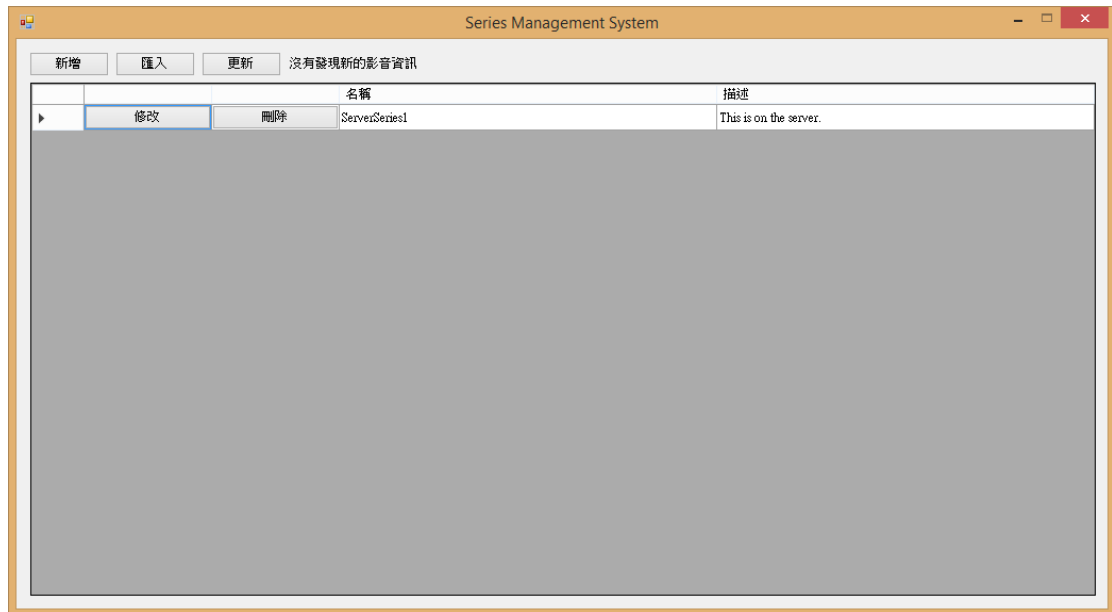 Series Management System
新增 匯入 更新 沒有發現新的影音資訊
名稱 描述
修改 刪除 ServerSeries1 This is on the server.